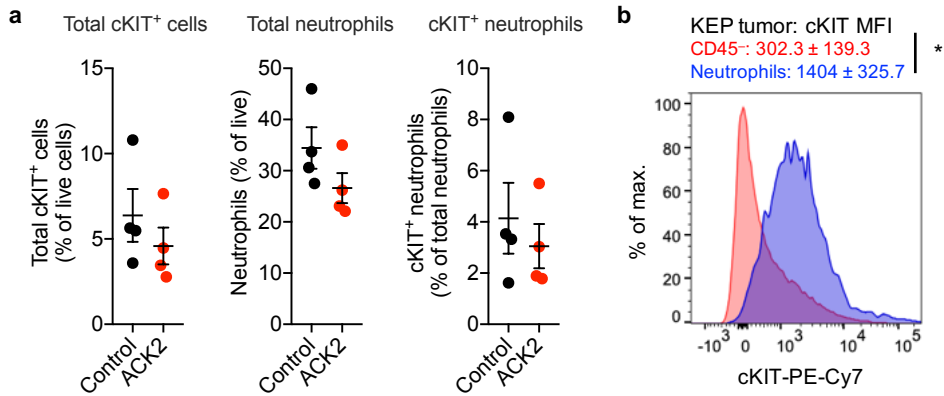 a
Total cKIT⁺ cells
Total neutrophils
cKIT⁺ neutrophils
Total cKIT⁺ cells
(% of live cells)
15
10
5
0
Control
ACK2
Neutrophils (% of live)
50
40
30
20
10
0
Control
ACK2
cKIT⁺ neutrophils
(% of total neutrophils)
10
8
6
4
2
0
Control
ACK2
b
KEP tumor: cKIT MFI
CD45⁻: 302.3 ± 139.3
Neutrophils: 1404 ± 325.7
*
% of max.
100
80
60
40
20
0
-10³ 0 10³ 10⁴ 10⁵
cKIT-PE-Cy7